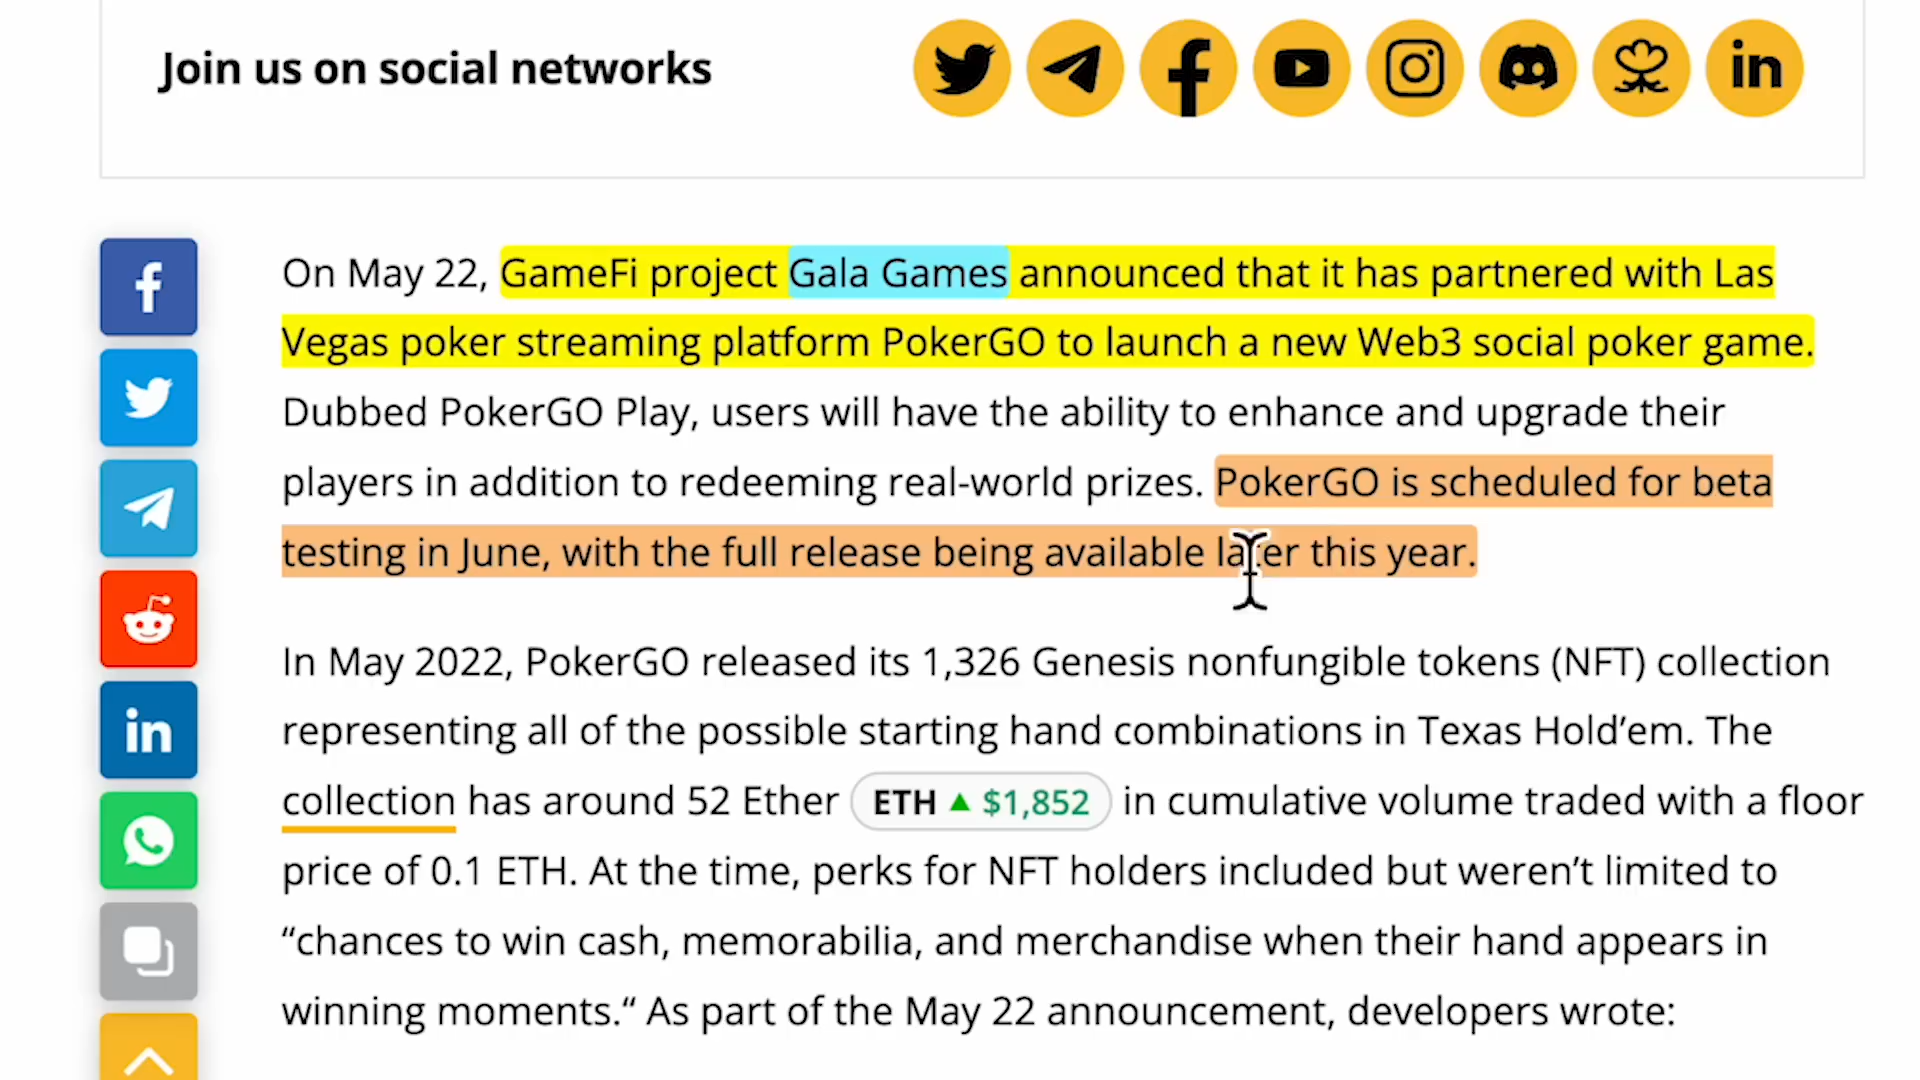 Join us on social networks
On May 22, GameFi project Gala Games announced that it has partnered with Las
Vegas poker streaming platform PokerGO to launch a new Web3 social poker game.
Dubbed PokerGO Play, users will have the ability to enhance and upgrade their
players in addition to redeeming real-world prizes. PokerGO is scheduled for beta
testing in June, with the full release being available later this year.
In May 2022, PokerGO released its 1,326 Genesis nonfungible tokens (NFT) collection
representing all of the possible starting hand combinations in Texas Hold’em. The
collection has around 52 Ether ETH ▲ $1,852 in cumulative volume traded with a floor
price of 0.1 ETH. At the time, perks for NFT holders included but weren’t limited to
“chances to win cash, memorabilia, and merchandise when their hand appears in
winning moments.“ As part of the May 22 announcement, developers wrote: